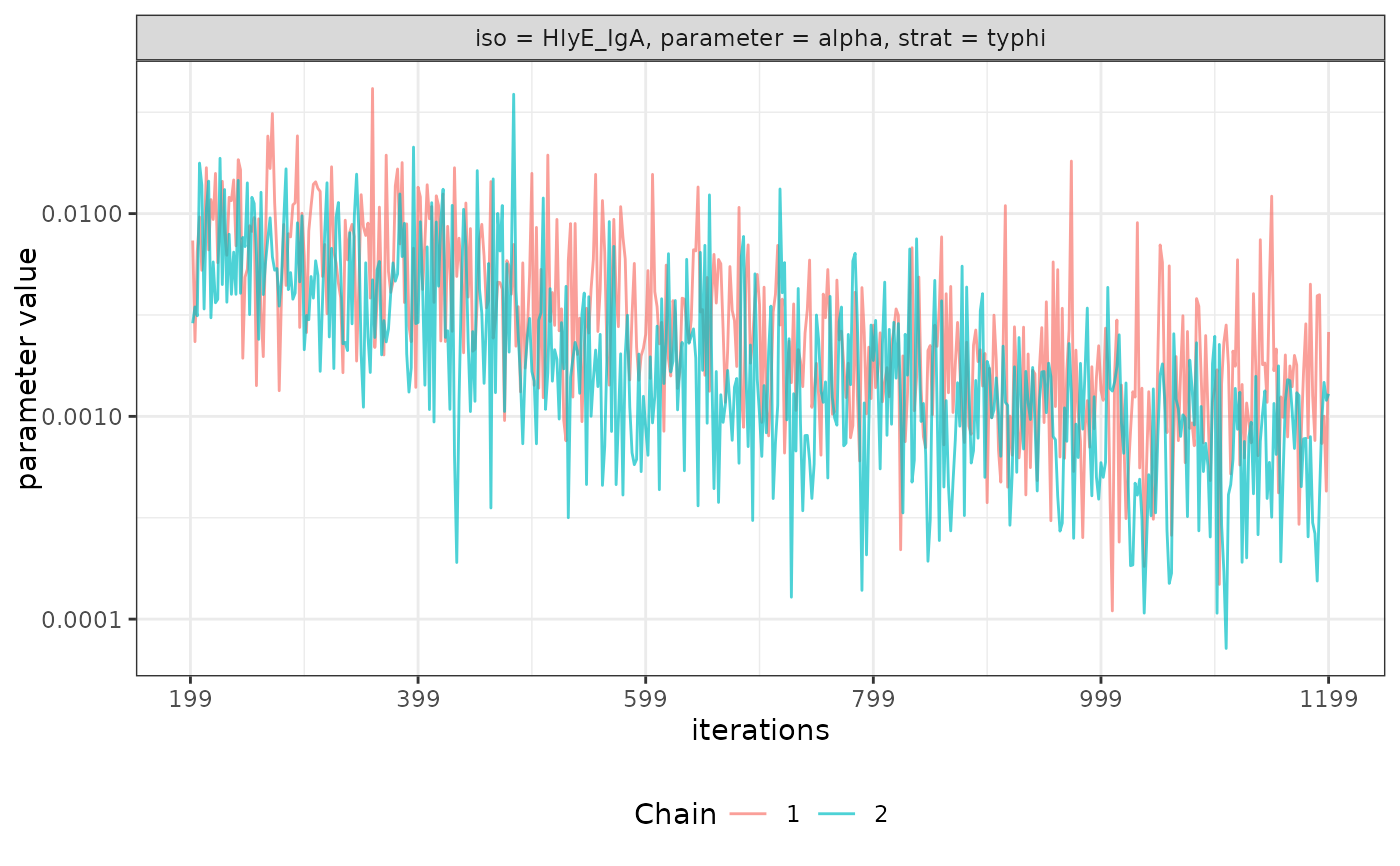 iso = HlyE_IgA, parameter = alpha, strat = typhi
parameter value
0.0100
0.0010
0.0001
199 399 599 799 999 1199
iterations
Chain 1 2